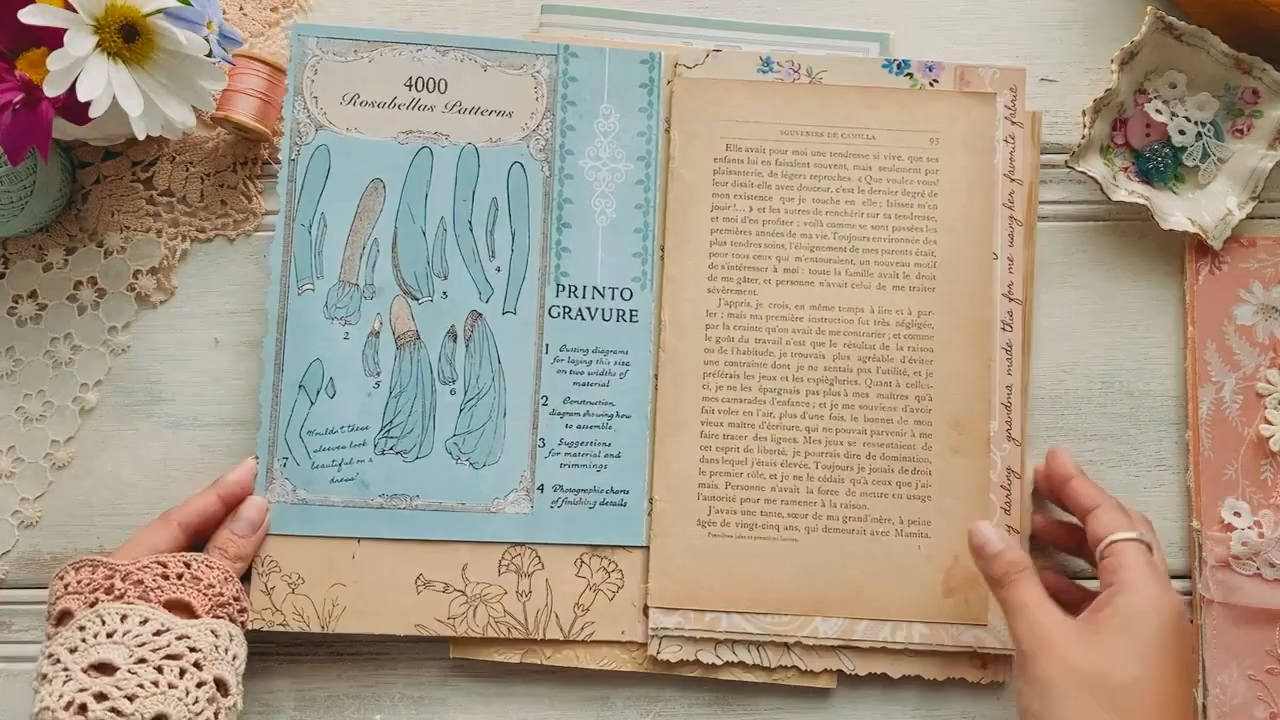 4000
Rosabellas Patterns
2
3
4
5
6
7
Wouldn't these
sleeves look
beautiful on a
dress?
PRINTO
GRAVURE
1 Cutting diagrams
for laying this size
on two widths of
material
2 Construction
diagram showing how
to assemble.
3 Suggestions
for material and
trimmings
4 Photographic charts
of finishing details
SOUVENIRS DE CAMILLA 93
Elle avait pour moi une tendresse si vive, que ses
enfants lui en faisaient souvent, mais seulement par
plaisanterie, de légers reproches. « Que voulez-vous!
leur disait-elle avec douceur, c'est le dernier degré de
mon existence que je touche en elle; laissez m'en
jouir!... » et les autres de renchérir sur sa tendresse,
et moi d'en profiter: voilà comme se sont passées les
premières années de ma vie. Toujours environnée des
plus tendres soins, l'éloignement de mes parents était,
pour tous ceux qui m'entouraient, un nouveau motif
de s'intéresser à moi: toute la famille avait le droit
de me gâter, et personne n'avait celui de me traiter
sévèrement.
J'appris, je crois, en même temps à lire et à par-
ler; mais ma première instruction fut très négligée,
par la crainte qu'on avait de me contrarier; et comme
le goût du travail n'est que le résultat de la raison
ou de l'habitude, je trouvais plus agréable d'éviter
une contrainte dont je ne sentais pas l'utilité, et je
préférais les jeux et les espiègleries. Quant à celles-
ci, je ne les épargnais pas plus à mes maîtres qu'à
mes camarades d'enfance; et je me souviens d'avoir
fait voler en l'air, plus d'une fois, le bonnet de mon
vieux maître d'écriture, qui ne pouvait parvenir à me
faire tracer des lignes. Mes jeux se ressentaient de
cet esprit de liberté, je pourrais dire de domination,
dans lequel j'étais élevée. Toujours je jouais de droit
le premier rôle, et je ne le cédais qu'à ceux que j'ai-
mais. Personne n'avait la force de mettre en usage
l'autorité pour me ramener à la raison.
J'avais une tante, sœur de ma grand'mère, à peine
âgée de vingt-cinq ans, qui demeurait avec Mamita.
Premières joies et premières larmes.
1
y darling grandma made this for me using her favorite fabric